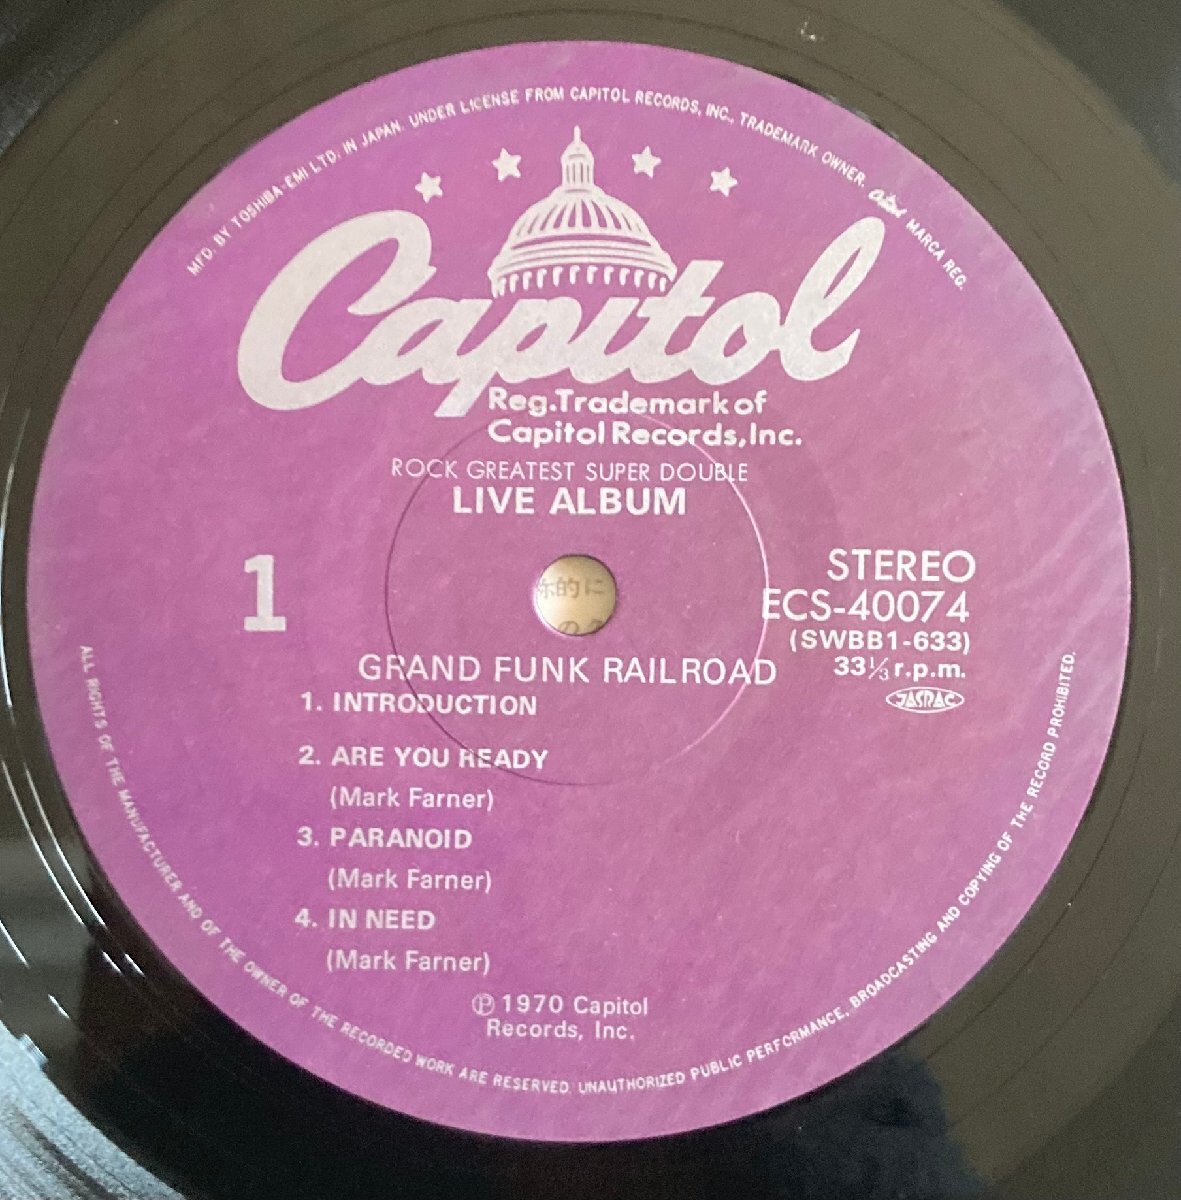 MFD. BY TOSHIBA-EMI LTD. IN JAPAN. UNDER LICENSE FROM CAPITOL RECORDS, INC., TRADEMARK OWNER. Capitol MARCA REG.
Capitol
Reg.Trademark of
Capitol Records,Inc.
ROCK GREATEST SUPER DOUBLE
LIVE ALBUM
1
STEREO
ECS-40074
(SWBB1-633)
33⅓ r.p.m.
JASRAC
GRAND FUNK RAILROAD
1. INTRODUCTION
2. ARE YOU READY
(Mark Farner)
3. PARANOID
(Mark Farner)
4. IN NEED
(Mark Farner)
Ⓟ 1970 Capitol
Records, Inc.
ALL RIGHTS OF THE MANUFACTURER AND OF THE OWNER OF THE RECORDED WORK ARE RESERVED. UNAUTHORIZED PUBLIC PERFORMANCE, BROADCASTING AND COPYING OF THE RECORD PROHIBITED.